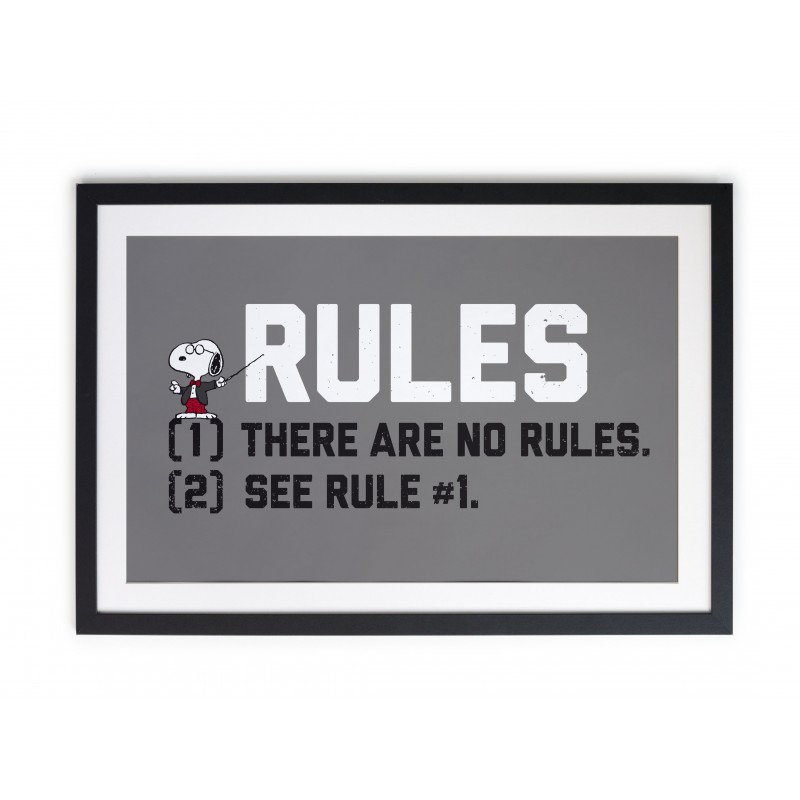 RULES
(1) THERE ARE NO RULES.
(2) SEE RULE #1.